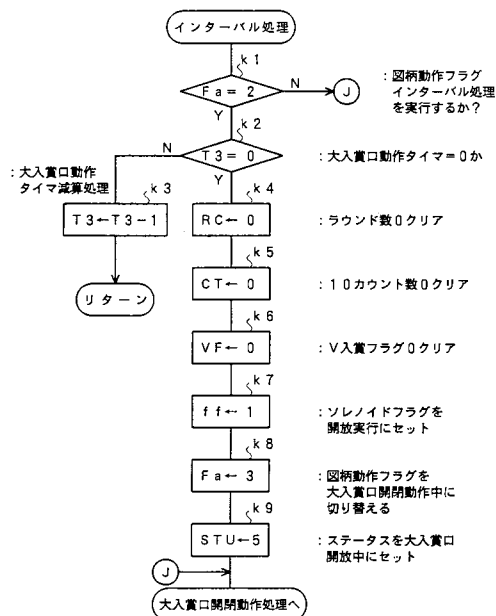 インターバル処理
k1
Fa=2
N
J
:図柄動作フラグ
インターバル処理
を実行するか?
Y
k2
N
T3=0
:大入賞口動作タイマ=0か
Y
:大入賞口動作
タイマ減算処理
k3
T3←T3-1
リターン
k4
RC←0
:ラウンド数0クリア
k5
CT←0
:10カウント数0クリア
k6
VF←0
:V入賞フラグ0クリア
k7
ff←1
:ソレノイドフラグを
開放実行にセット
k8
Fa←3
:図柄動作フラグを
大入賞口開閉動作中に
切り替える
k9
STU←5
:ステータスを大入賞口
開放中にセット
J
大入賞口開閉動作処理へ